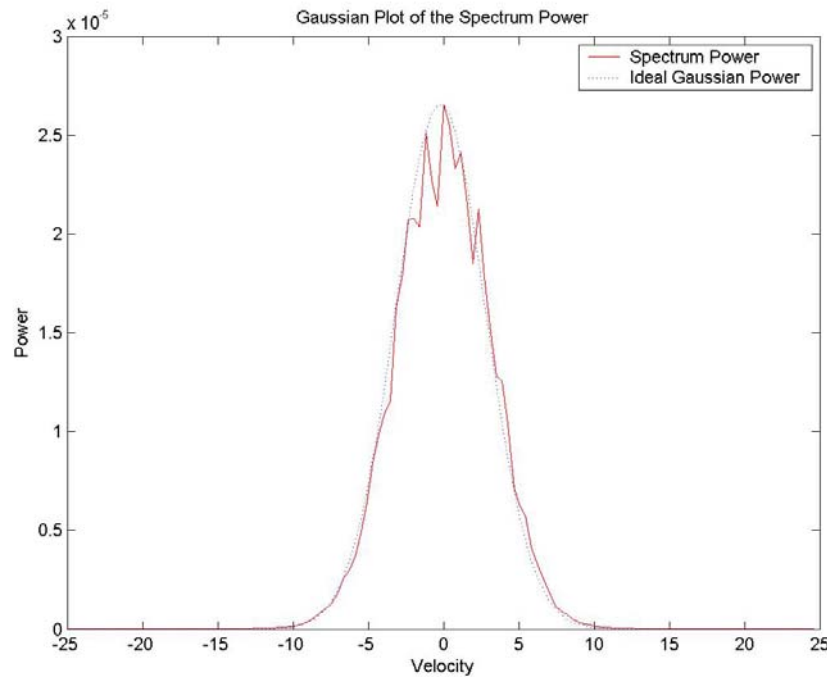 Gaussian Plot of the Spectrum Power
x 10^-5
Spectrum Power
Ideal Gaussian Power
3
2.5
2
1.5
1
0.5
0
Power
-25 -20 -15 -10 -5 0 5 10 15 20 25
Velocity